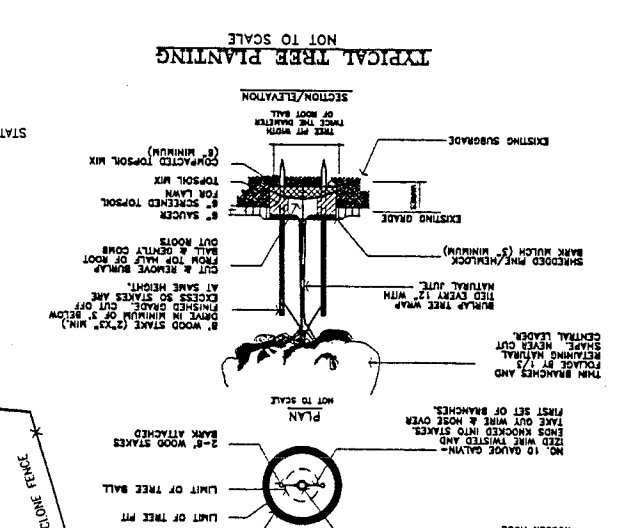 LIMIT OF TREE PIT
LIMIT OF TREE BALL
2-8' WOOD STAKES
BARK ATTACHED
NO. 10 GAUGE GALVIN-
IZED WIRE TWISTED AND
ENDS KNOCKED INTO STAKES.
TAKE GUY WIRE & HOSE OVER
FIRST SET OF BRANCHES.
PLAN
NOT TO SCALE
CLONE FENCE
THIN BRANCHES AND
FOLIAGE BY 1/3
RETAINING NATURAL
SHAPE. NEVER CUT
CENTRAL LEADER.
8' WOOD STAKE (2"X3" MIN.)
DRIVE IN MINIMUM OF 3' BELOW
FINISHED GRADE. CUT OFF
EXCESS SO STAKES ARE
AT SAME HEIGHT.
BURLAP TREE WRAP
TIED EVERY 12" WITH
NATURAL JUTE.
CUT & REMOVE BURLAP
FROM TOP HALF OF ROOT
BALL & GENTLY COMB
OUT ROOTS
SHREDDED PINE/HEMLOCK
BARK MULCH (3" MINIMUM)
EXISTING GRADE
6" SAUCER
6" SCREENED TOPSOIL
FOR LAWN
TOPSOIL MIX
COMPACTED TOPSOIL MIX
(6" MINIMUM)
EXISTING SUBGRADE
TREE PIT WIDTH
TWICE THE DIAMETER
OF ROOT BALL
SECTION/ELEVATION
TYPICAL TREE PLANTING
NOT TO SCALE
STAT